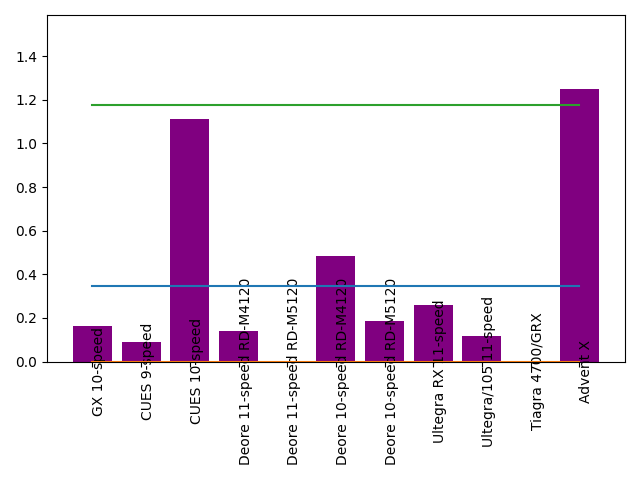 1.4
1.2
1.0
0.8
0.6
0.4
0.2
0.0
GX 10-speed
CUES 9-speed
CUES 10-speed
Deore 11-speed RD-M4120
Deore 11-speed RD-M5120
Deore 10-speed RD-M4120
Deore 10-speed RD-M5120
Ultegra RX 11-speed
Ultegra/105 11-speed
Tiagra 4700/GRX
Advent X